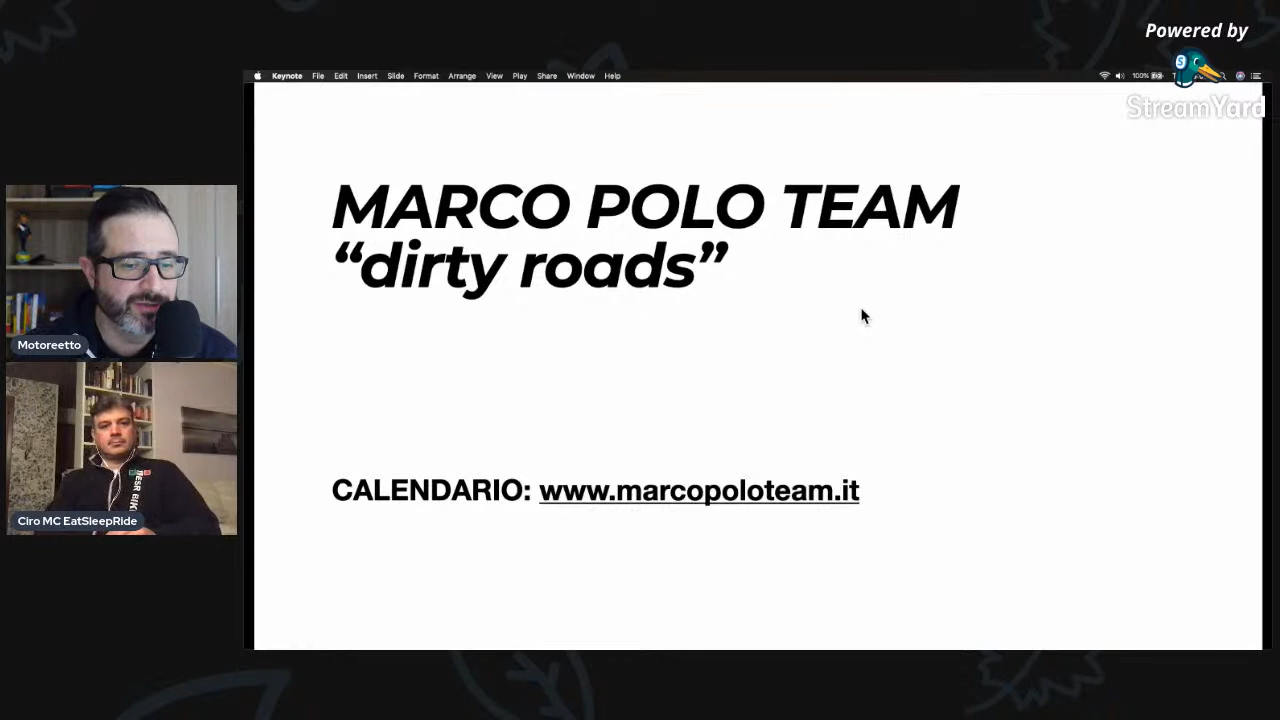 Powered by
StreamYard
Keynote File Edit Insert Slide Format Arrange View Play Share Window Help
100%
MARCO POLO TEAM
“dirty roads”
Motoreetto
CALENDARIO: www.marcopoloteam.it
Ciro MC EatSleepRide